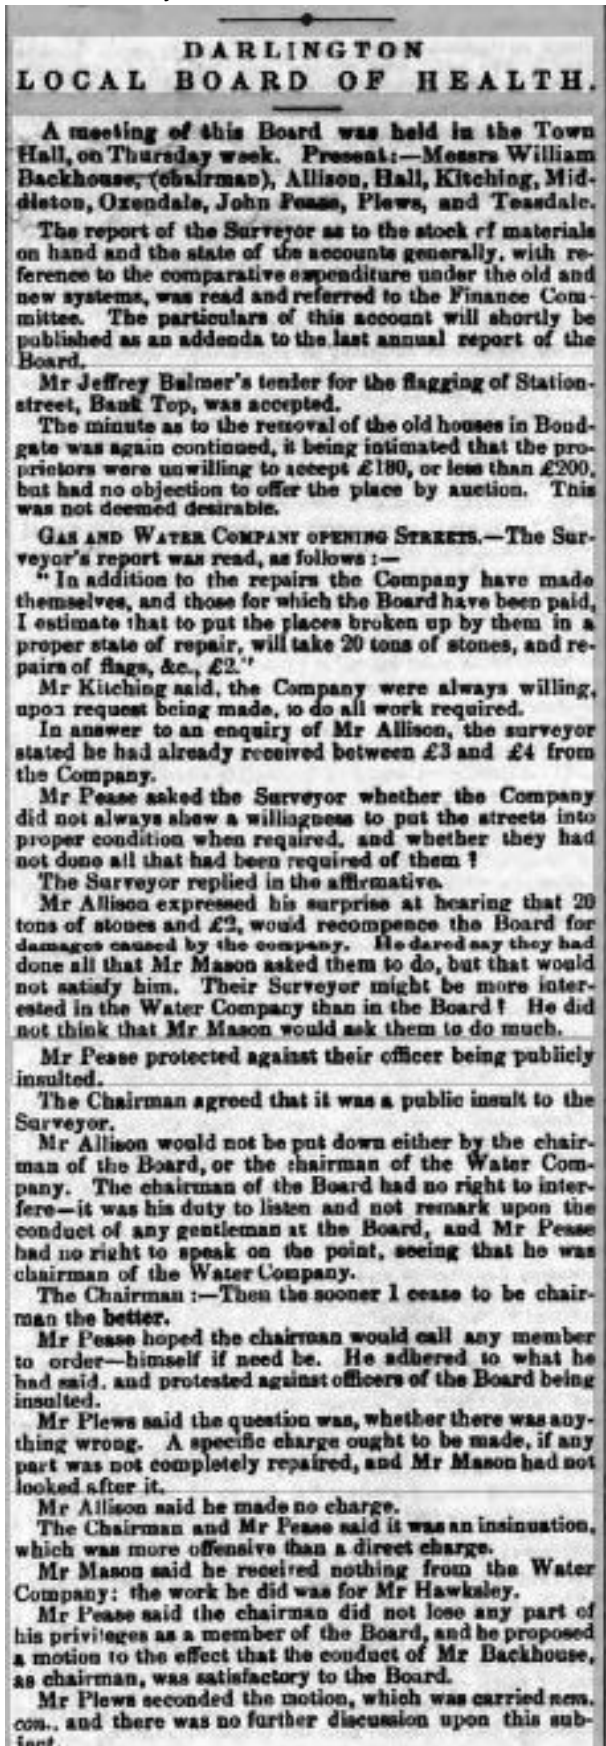 DARLINGTON
LOCAL BOARD OF HEALTH.
A meeting of this Board was held in the Town
Hall, on Thursday week. Present:—Messrs William
Backhouse, (chairman), Allison, Hall, Kitching, Mid-
dleton, Oxendale, John Pease, Plews, and Teasdale.
The report of the Surveyor as to the stock of materials
on hand and the state of the accounts generally, with re-
ference to the comparative expenditure under the old and
new systems, was read and referred to the Finance Com-
mittee. The particulars of this account will shortly be
published as an addenda to the last annual report of the
Board.
Mr Jeffrey Balmer's tender for the flagging of Station-
street, Bank Top, was accepted.
The minute as to the removal of the old houses in Bond-
gate was again continued, it being intimated that the pro-
prietors were unwilling to accept £180, or less than £200,
but had no objection to offer the place by auction. This
was not deemed desirable.
GAS AND WATER COMPANY OPENING STREETS.—The Sur-
veyor's report was read, as follows :—
"In addition to the repairs the Company have made
themselves, and those for which the Board have been paid,
I estimate that to put the places broken up by them in a
proper state of repair, will take 20 tons of stones, and re-
pairs of flags, &c., £2."
Mr Kitching said, the Company were always willing,
upon request being made, to do all work required.
In answer to an enquiry of Mr Allison, the surveyor
stated he had already received between £3 and £4 from
the Company.
Mr Pease asked the Surveyor whether the Company
did not always show a willingness to put the streets into
proper condition when required, and whether they had
not done all that had been required of them ?
The Surveyor replied in the affirmative.
Mr Allison expressed his surprise at hearing that 20
tons of stones and £2, would recompence the Board for
damages caused by the company. He dared say they had
done all that Mr Mason asked them to do, but that would
not satisfy him. Their Surveyor might be more inter-
ested in the Water Company than in the Board ! He did
not think that Mr Mason would ask them to do much.
Mr Pease protected against their officer being publicly
insulted.
The Chairman agreed that it was a public insult to the
Surveyor.
Mr Allison would not be put down either by the chair-
man of the Board, or the chairman of the Water Com-
pany. The chairman of the Board had no right to inter-
fere—it was his duty to listen and not remark upon the
conduct of any gentleman at the Board, and Mr Pease
had no right to speak on the point, seeing that he was
chairman of the Water Company.
The Chairman :—Then the sooner I cease to be chair-
man the better.
Mr Pease hoped the chairman would call any member
to order—himself if need be. He adhered to what he
had said, and protested against officers of the Board being
insulted.
Mr Plews said the question was, whether there was any-
thing wrong. A specific charge ought to be made, if any
part was not completely repaired, and Mr Mason had not
looked after it.
Mr Allison said he made no charge.
The Chairman and Mr Pease said it was an insinuation,
which was more offensive than a direct charge.
Mr Mason said he received nothing from the Water
Company: the work he did was for Mr Hawksley.
Mr Pease said the chairman did not lose any part of
his privileges as a member of the Board, and he proposed
a motion to the effect that the conduct of Mr Backhouse,
as chairman, was satisfactory to the Board.
Mr Plews seconded the motion, which was carried nem.
con., and there was no further discussion upon this sub-
ject.